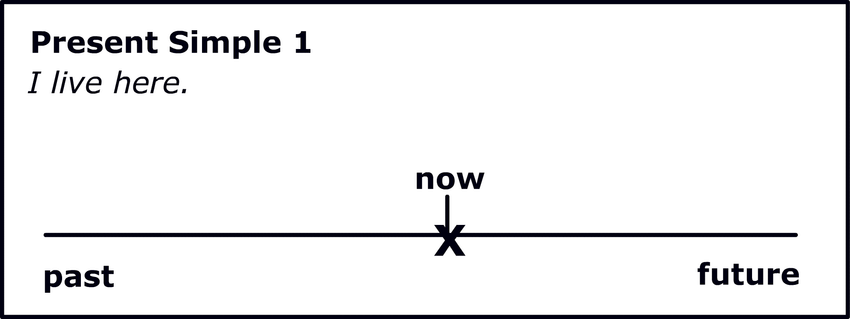 Present Simple 1
I live here.
now
X
past
future